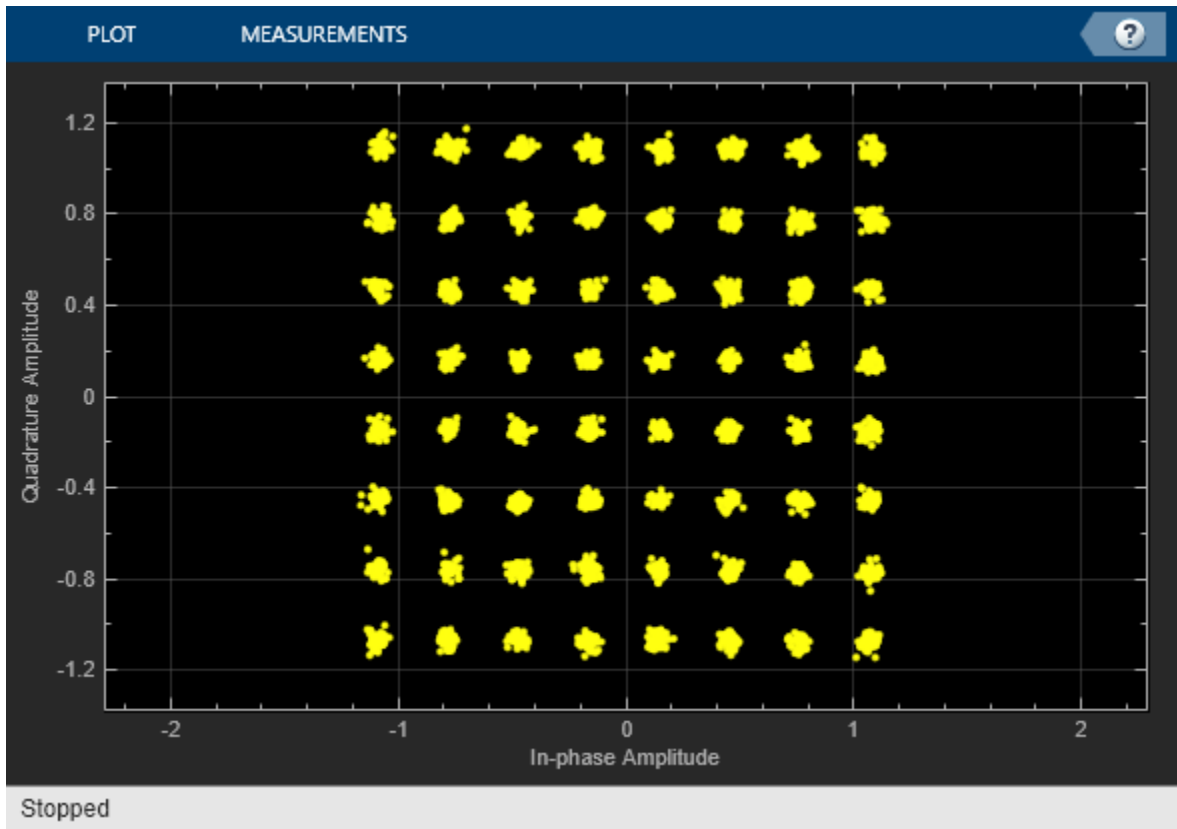 PLOT MEASUREMENTS ?
1.2
0.8
0.4
0
-0.4
-0.8
-1.2
Quadrature Amplitude
-2 -1 0 1 2
In-phase Amplitude
Stopped